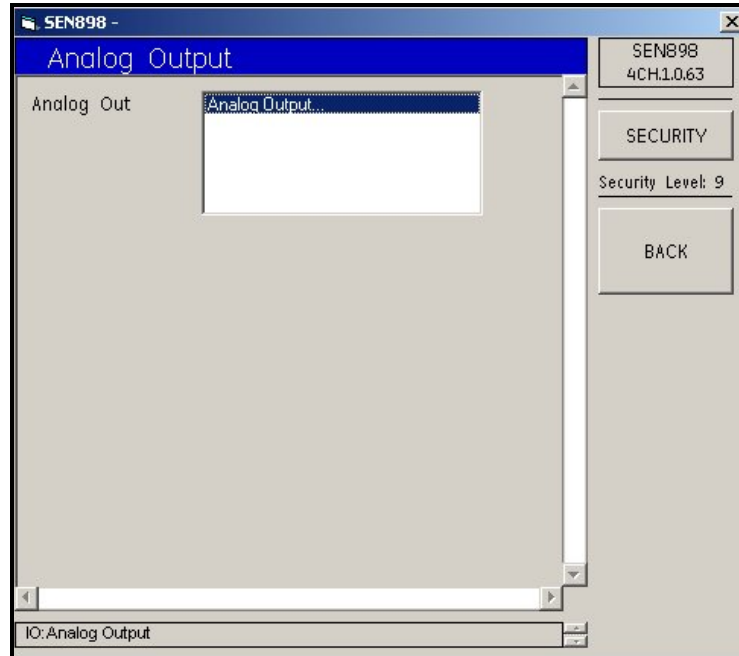 SEN898 -
Analog Output
SEN898
4CH.1.0.63
Analog Out
Analog Output...
SECURITY
Security Level: 9
BACK
IO:Analog Output